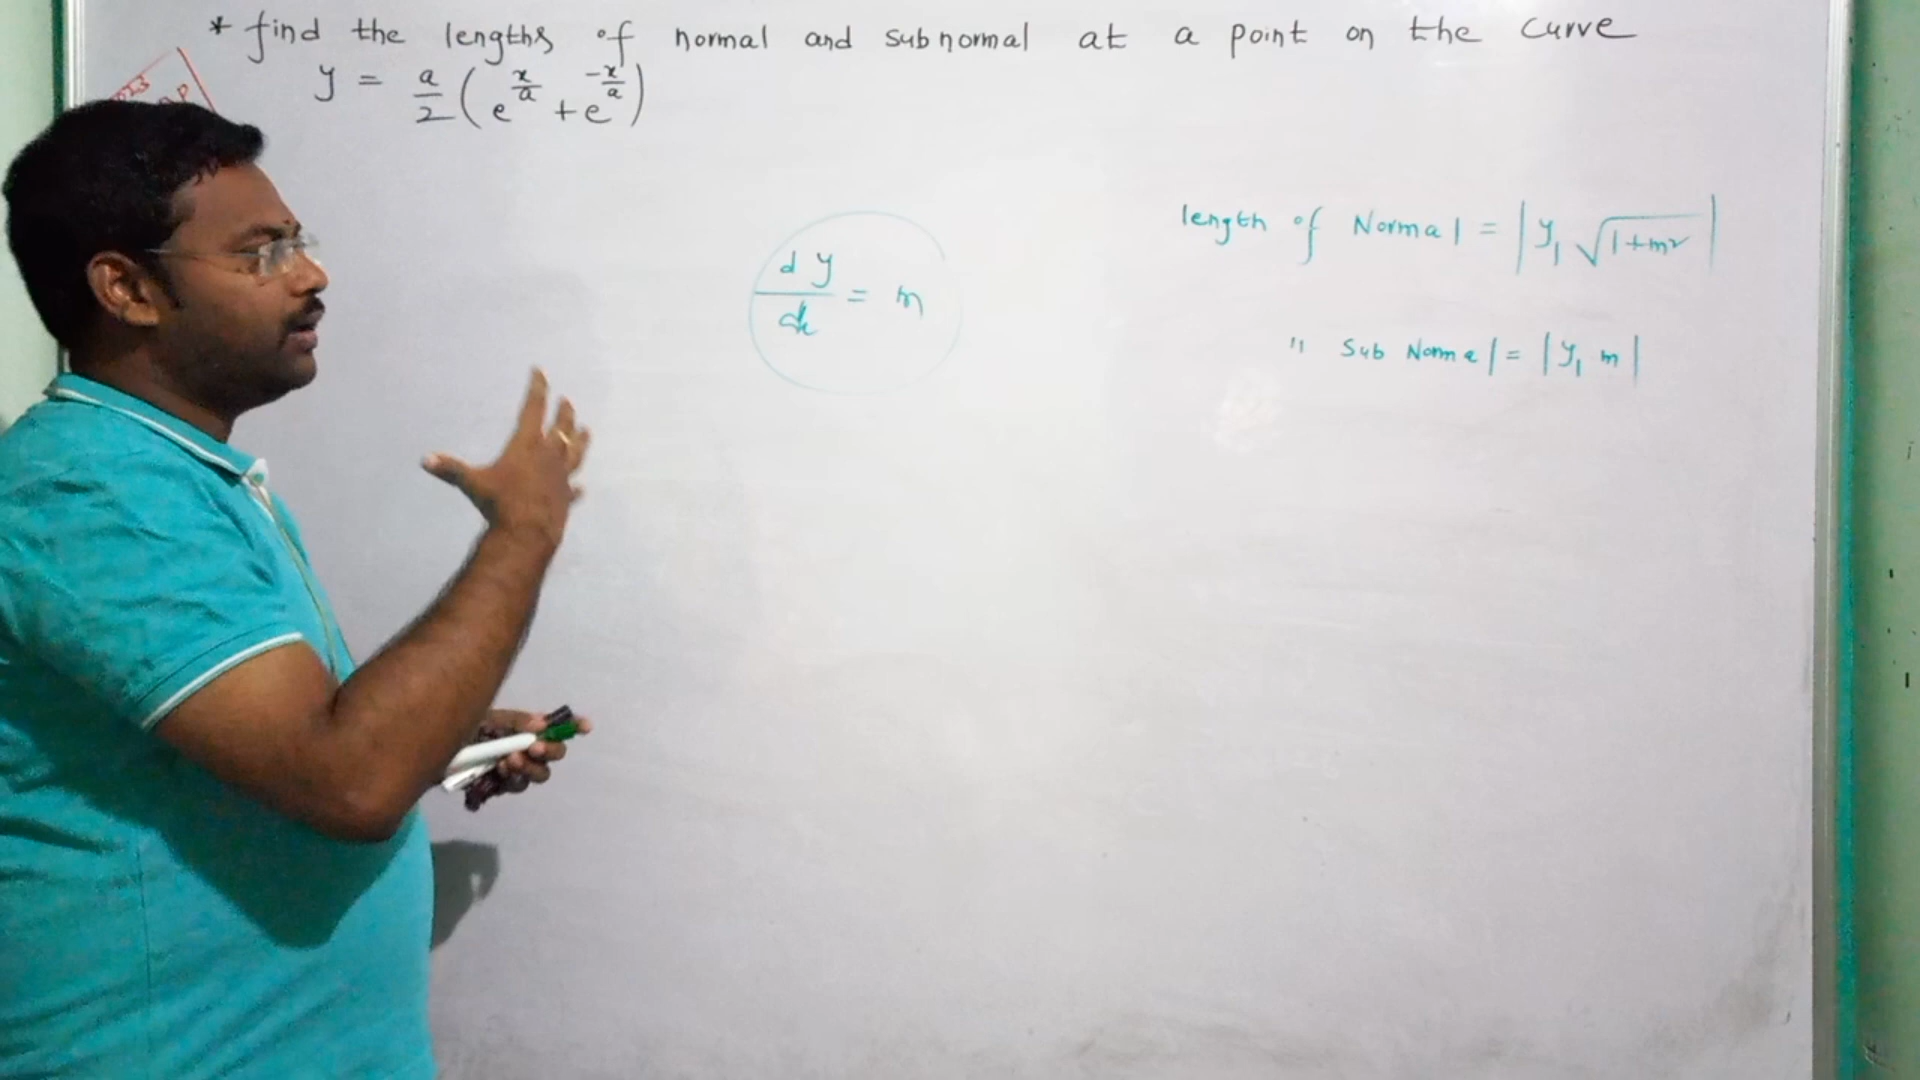 * find the lengths of normal and subnormal at a point on the curve
y = a/2 (e^(x/a) + e^(-x/a))
dy/dx = m
length of Normal = |y₁ √(1+m²)|
" Sub Normal = |y₁ m|